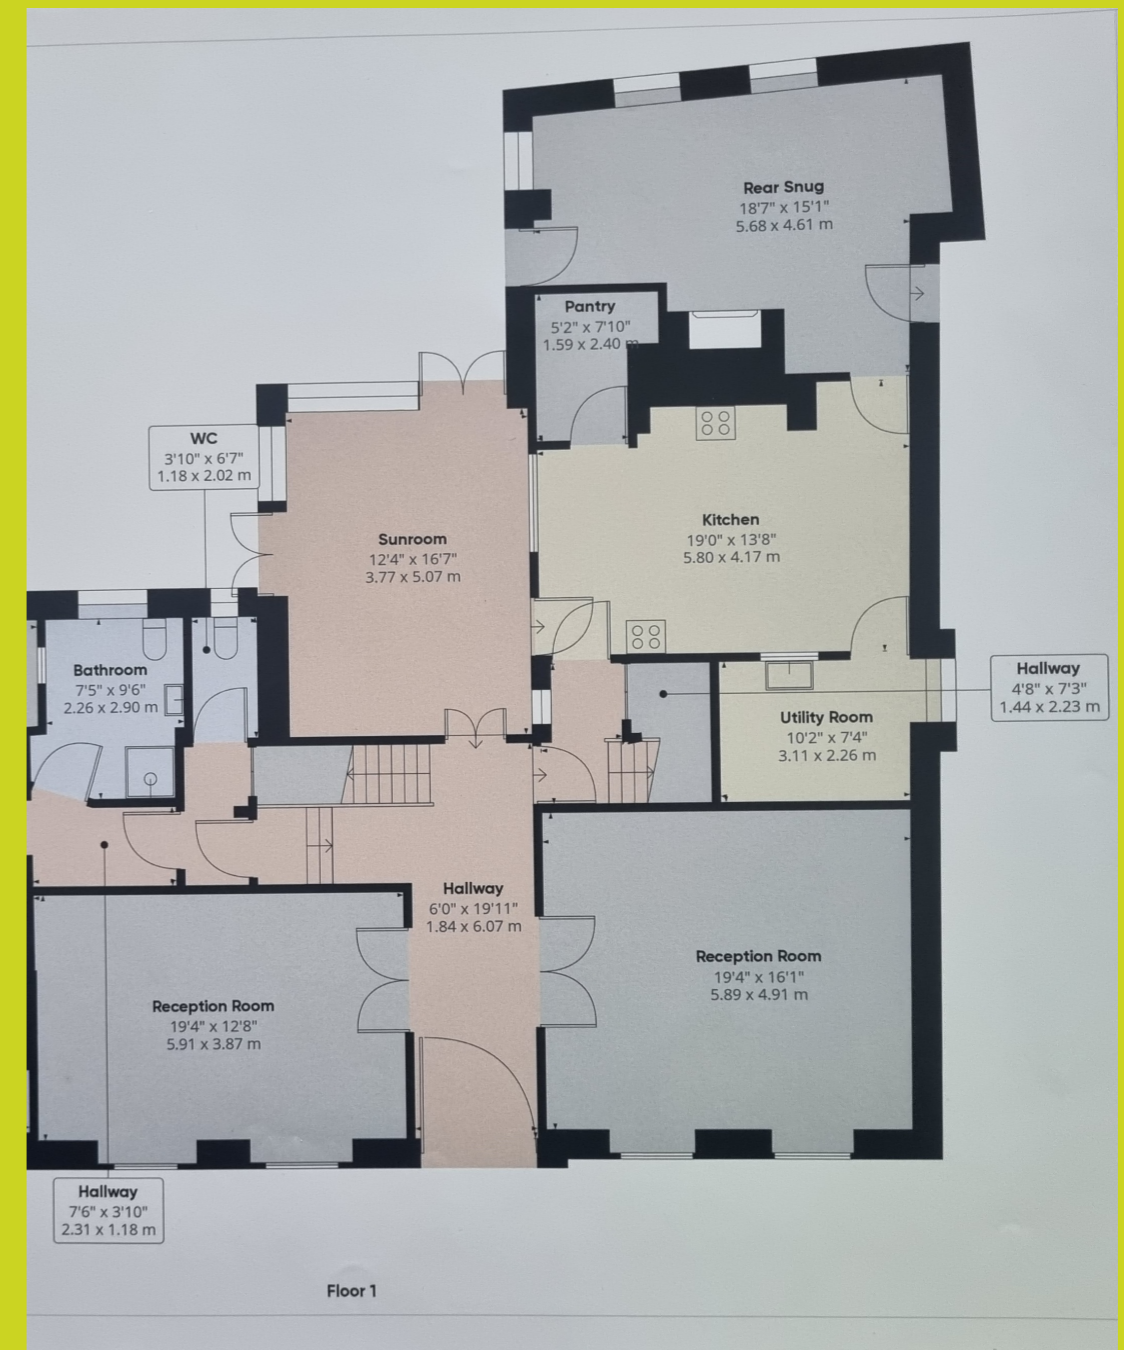 Rear Snug
18'7" x 15'1"
5.68 x 4.61 m
Pantry
5'2" x 7'10"
1.59 x 2.40 m
WC
3'10" x 6'7"
1.18 x 2.02 m
Sunroom
12'4" x 16'7"
3.77 x 5.07 m
Kitchen
19'0" x 13'8"
5.80 x 4.17 m
Bathroom
7'5" x 9'6"
2.26 x 2.90 m
Hallway
4'8" x 7'3"
1.44 x 2.23 m
Utility Room
10'2" x 7'4"
3.11 x 2.26 m
Hallway
6'0" x 19'11"
1.84 x 6.07 m
Reception Room
19'4" x 16'1"
5.89 x 4.91 m
Reception Room
19'4" x 12'8"
5.91 x 3.87 m
Hallway
7'6" x 3'10"
2.31 x 1.18 m
Floor 1